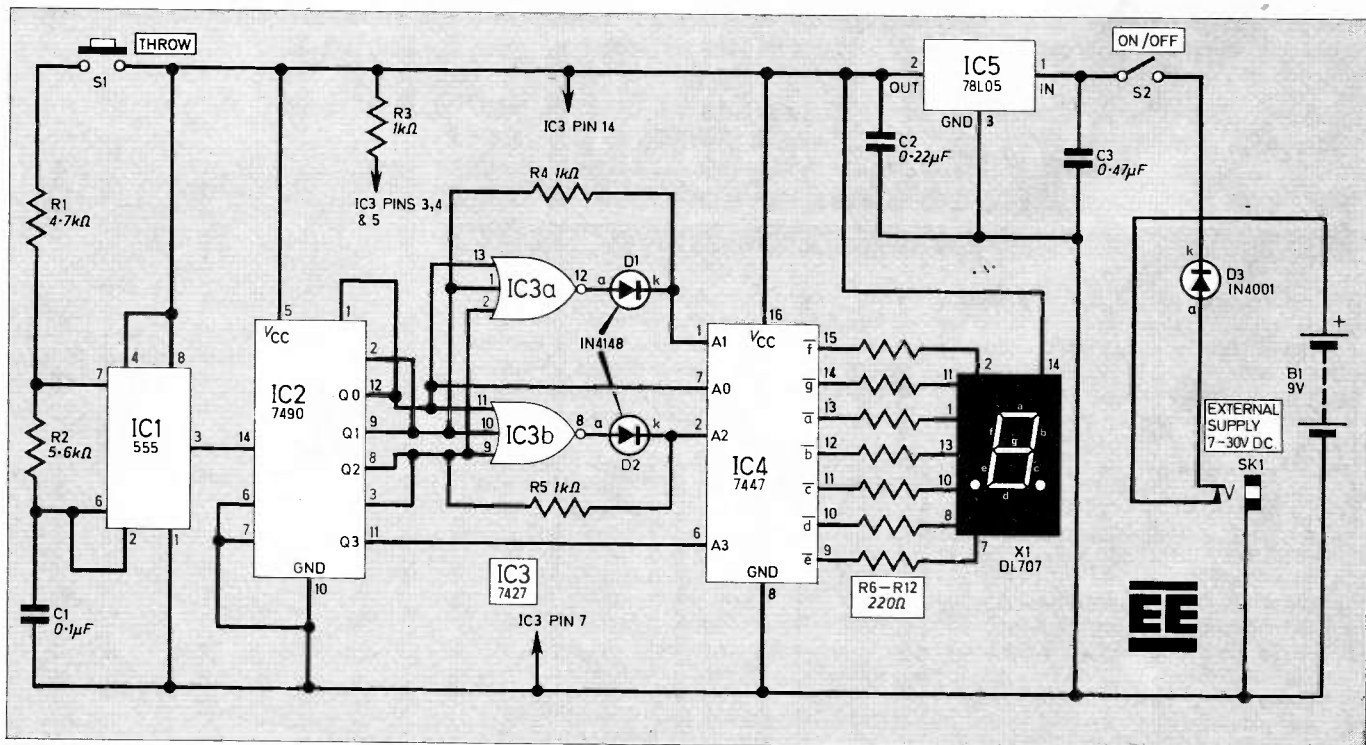 THROW
S1
R1
4·7kΩ
R2
5·6kΩ
C1
0·1µF
7
4
8
IC1
555
3
6
2
1
14
5
1
VCC
IC2
7490
2
Q0 12
Q1 9
Q2 8
3
Q3 11
6
7
GND
10
R3
1kΩ
IC3 PINS 3,4
& 5
IC3 PIN 14
R4 1kΩ
13
1
2
IC3a
12
a
D1
k
IN4148
11
10
9
IC3b
8
a
k
D2
R5 1kΩ
IC3
7427
IC3 PIN 7
16
VCC
1 A1
7 A0
2 A2
6 A3
IC4
7447
GND
8
f 15
g 14
a 13
b 12
c 11
d 10
e 9
R6–R12
220Ω
2
14
11
1
13
10
8
7
a
f
b
g
e
c
d
X1
DL707
2
OUT
IC5
78L05
1
IN
GND 3
C2
0·22µF
C3
0·47µF
ON/OFF
S2
k
D3
IN4001
a
EXTERNAL
SUPPLY
7–30V D.C.
SK1
+
B1
9V
EE